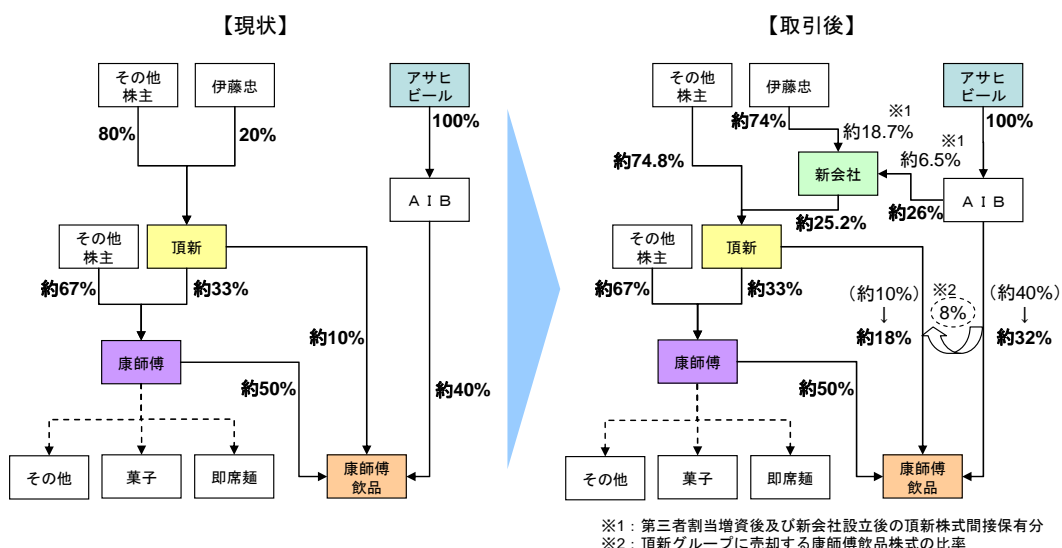 【現状】
その他
株主
伊藤忠
アサヒ
ビール
80%
20%
100%
AIB
その他
株主
頂新
約67%
約33%
約10%
約40%
康師傅
約50%
その他
菓子
即席麺
康師傅
飲品
【取引後】
その他
株主
伊藤忠
アサヒ
ビール
約74%
※1
約18.7%
100%
※1
約6.5%
約74.8%
新会社
AIB
約25.2%
約26%
その他
株主
頂新
約67%
約33%
(約10%)
↓
約18%
※2
8%
(約40%)
↓
約32%
康師傅
約50%
その他
菓子
即席麺
康師傅
飲品
※1:第三者割当増資後及び新会社設立後の頂新株式間接保有分
※2:頂新グループに売却する康師傅飲品株式の比率